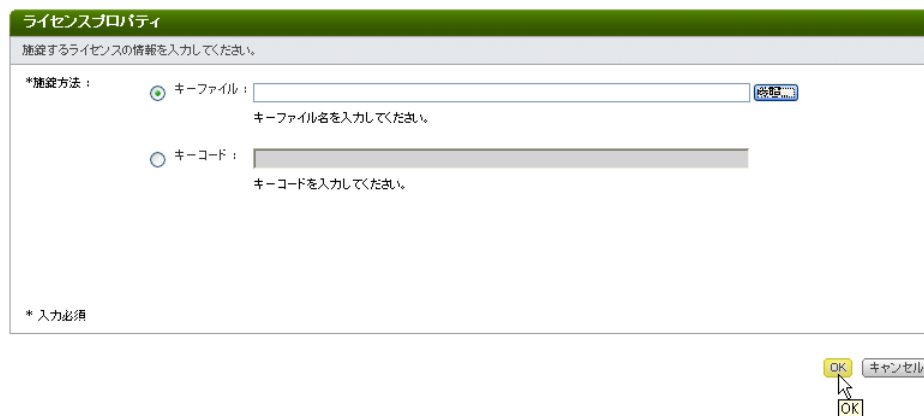 ライセンスプロパティ
施錠するライセンスの情報を入力してください。
*施錠方法：
キーファイル：
参照...
キーファイル名を入力してください。
キーコード：
キーコードを入力してください。
* 入力必須
OK キャンセル
OK